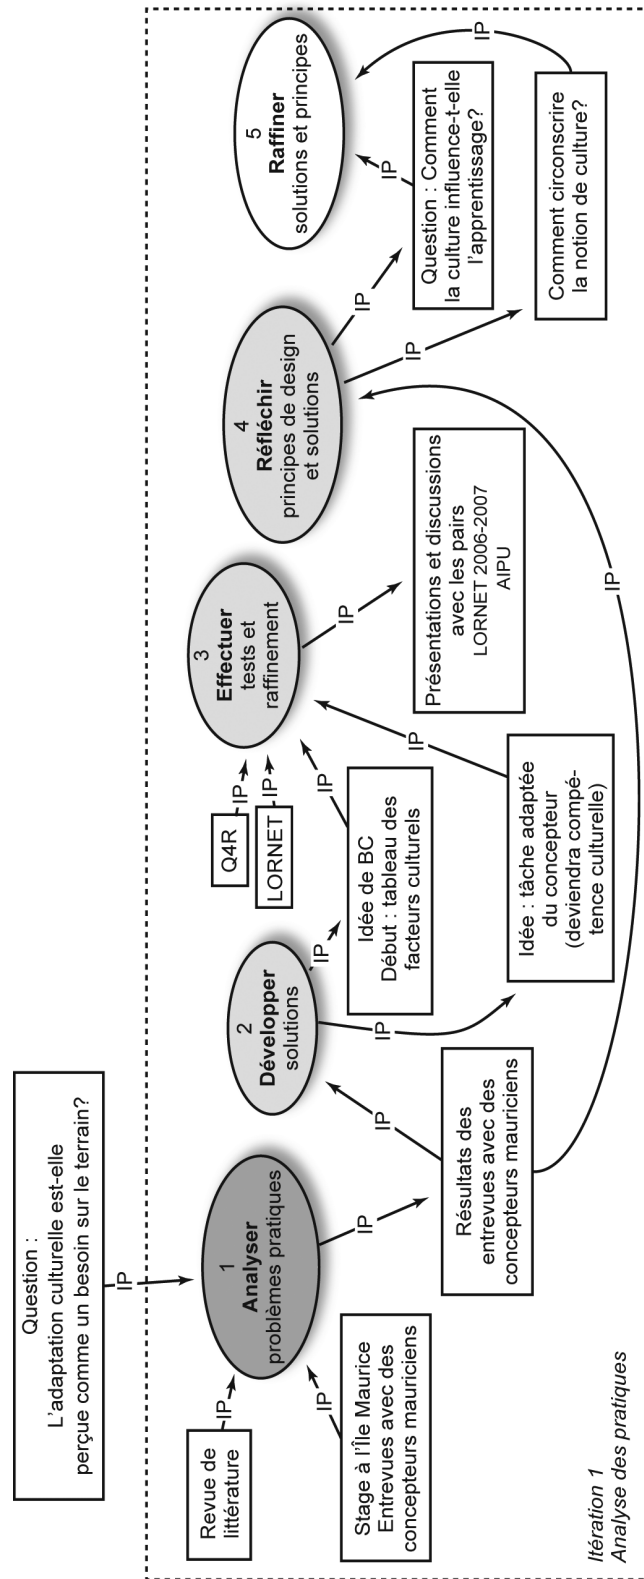 Question :
L'adaptation culturelle est-elle
perçue comme un besoin sur le terrain?
IP
Revue de
littérature
IP
Stage à l'Île Maurice
Entrevues avec des
concepteurs mauriciens
IP
1
Analyser
problèmes pratiques
IP
Résultats des
entrevues avec des
concepteurs mauriciens
IP
IP
2
Développer
solutions
IP
Idée de BC
Début : tableau des
facteurs culturels
IP
IP
Idée : tâche adaptée
du concepteur
(deviendra compé-
tence culturelle)
IP
Q4R
IP
LORNET
IP
3
Effectuer
tests et
raffinement
IP
Présentations et discussions
avec les pairs
LORNET 2006-2007
AIPU
4
Réfléchir
principes de design
et solutions
IP
Question : Comment
la culture influence-t-elle
l'apprentissage?
IP
IP
Comment circonscrire
la notion de culture?
IP
5
Raffiner
solutions et principes
Itération 1
Analyse des pratiques